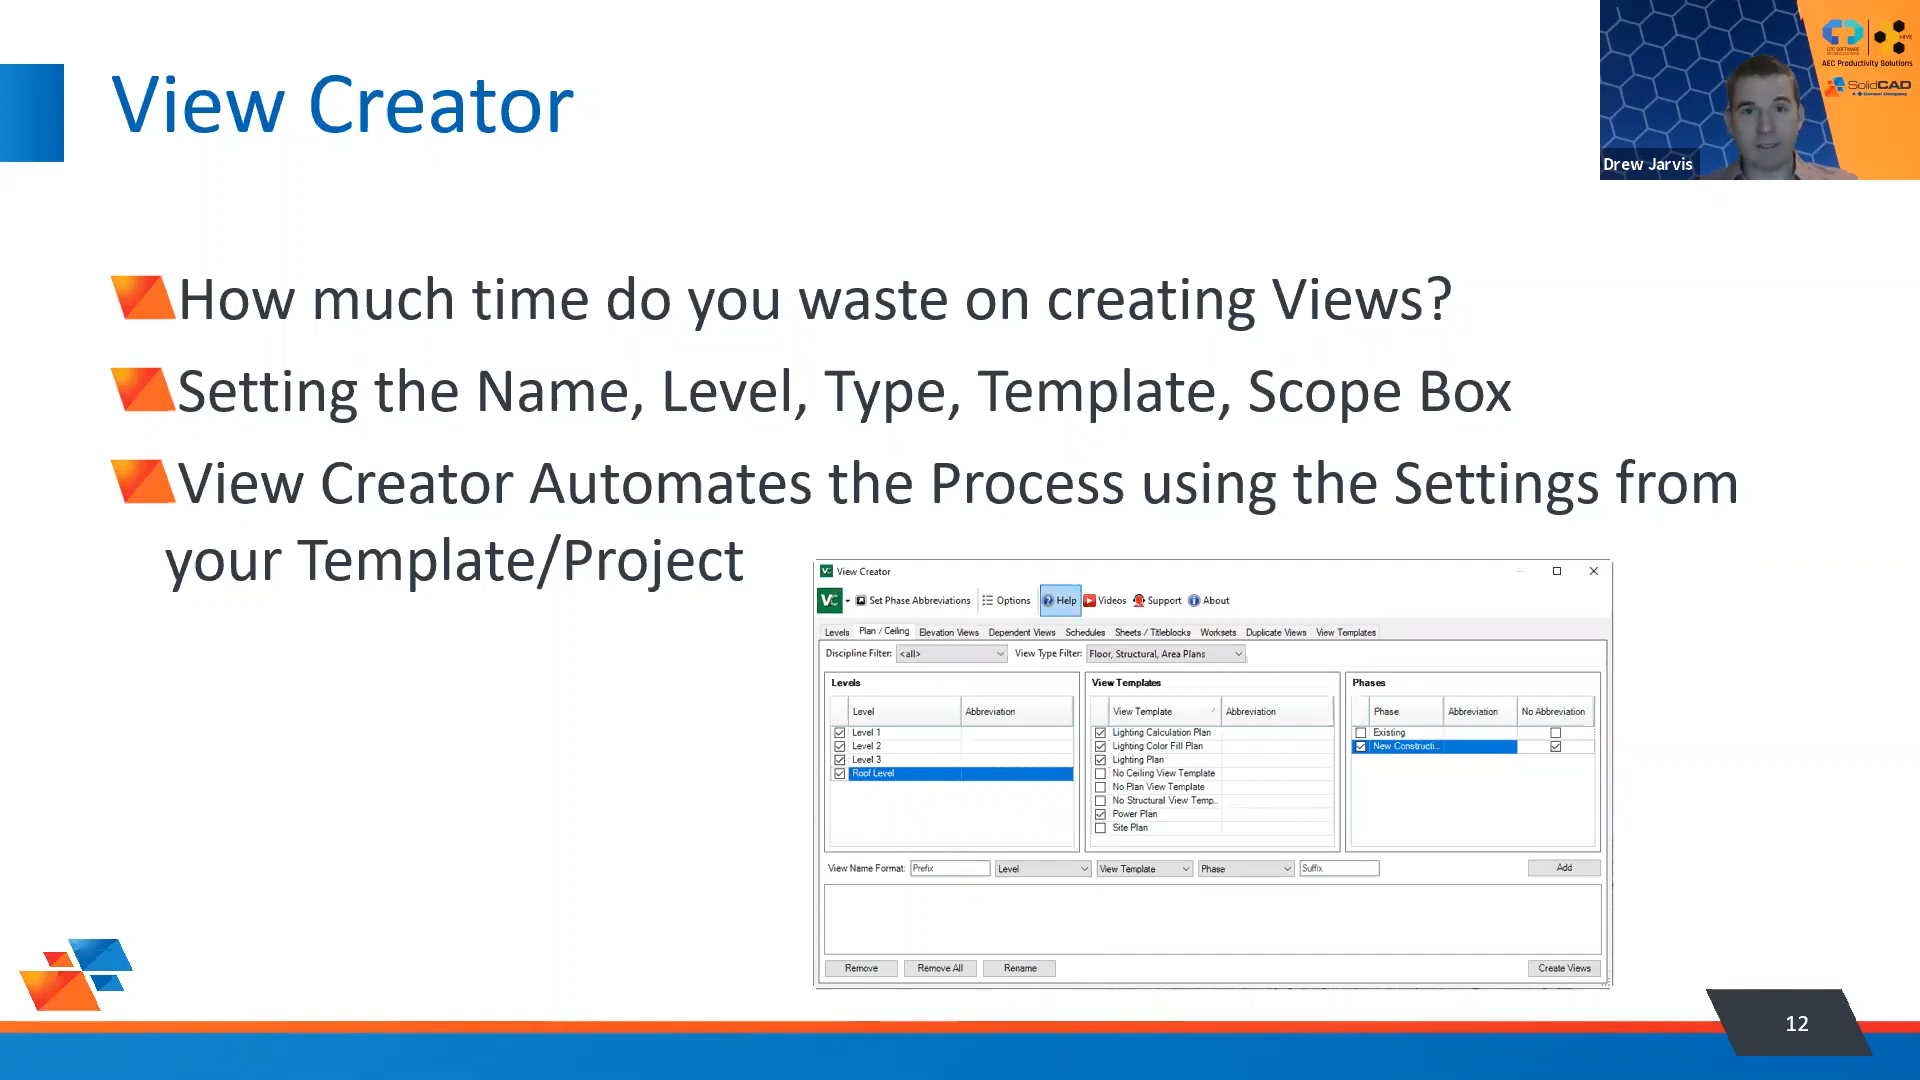 View Creator
CTC SOFTWARE
HIVE
AEC Productivity Solutions
SolidCAD
Drew Jarvis
How much time do you waste on creating Views?
Setting the Name, Level, Type, Template, Scope Box
View Creator Automates the Process using the Settings from
your Template/Project
VC View Creator
VC Set Phase Abbreviations Options Help Videos Support About
Levels Plan / Ceiling Elevation Views Dependent Views Schedules Sheets / Titleblocks Worksets Duplicate Views View Templates
Discipline Filter: <all> View Type Filter: Floor, Structural, Area Plans
Levels View Templates Phases
Level Abbreviation View Template Abbreviation Phase Abbreviation No Abbreviation
Level 1 Lighting Calculation Plan Existing
Level 2 Lighting Color Fill Plan New Constructi...
Level 3 Lighting Plan
Roof Level No Ceiling View Template
No Plan View Template
No Structural View Temp...
Power Plan
Site Plan
View Name Format: Prefix Level View Template Phase Suffix Add
Remove Remove All Rename Create Views
12